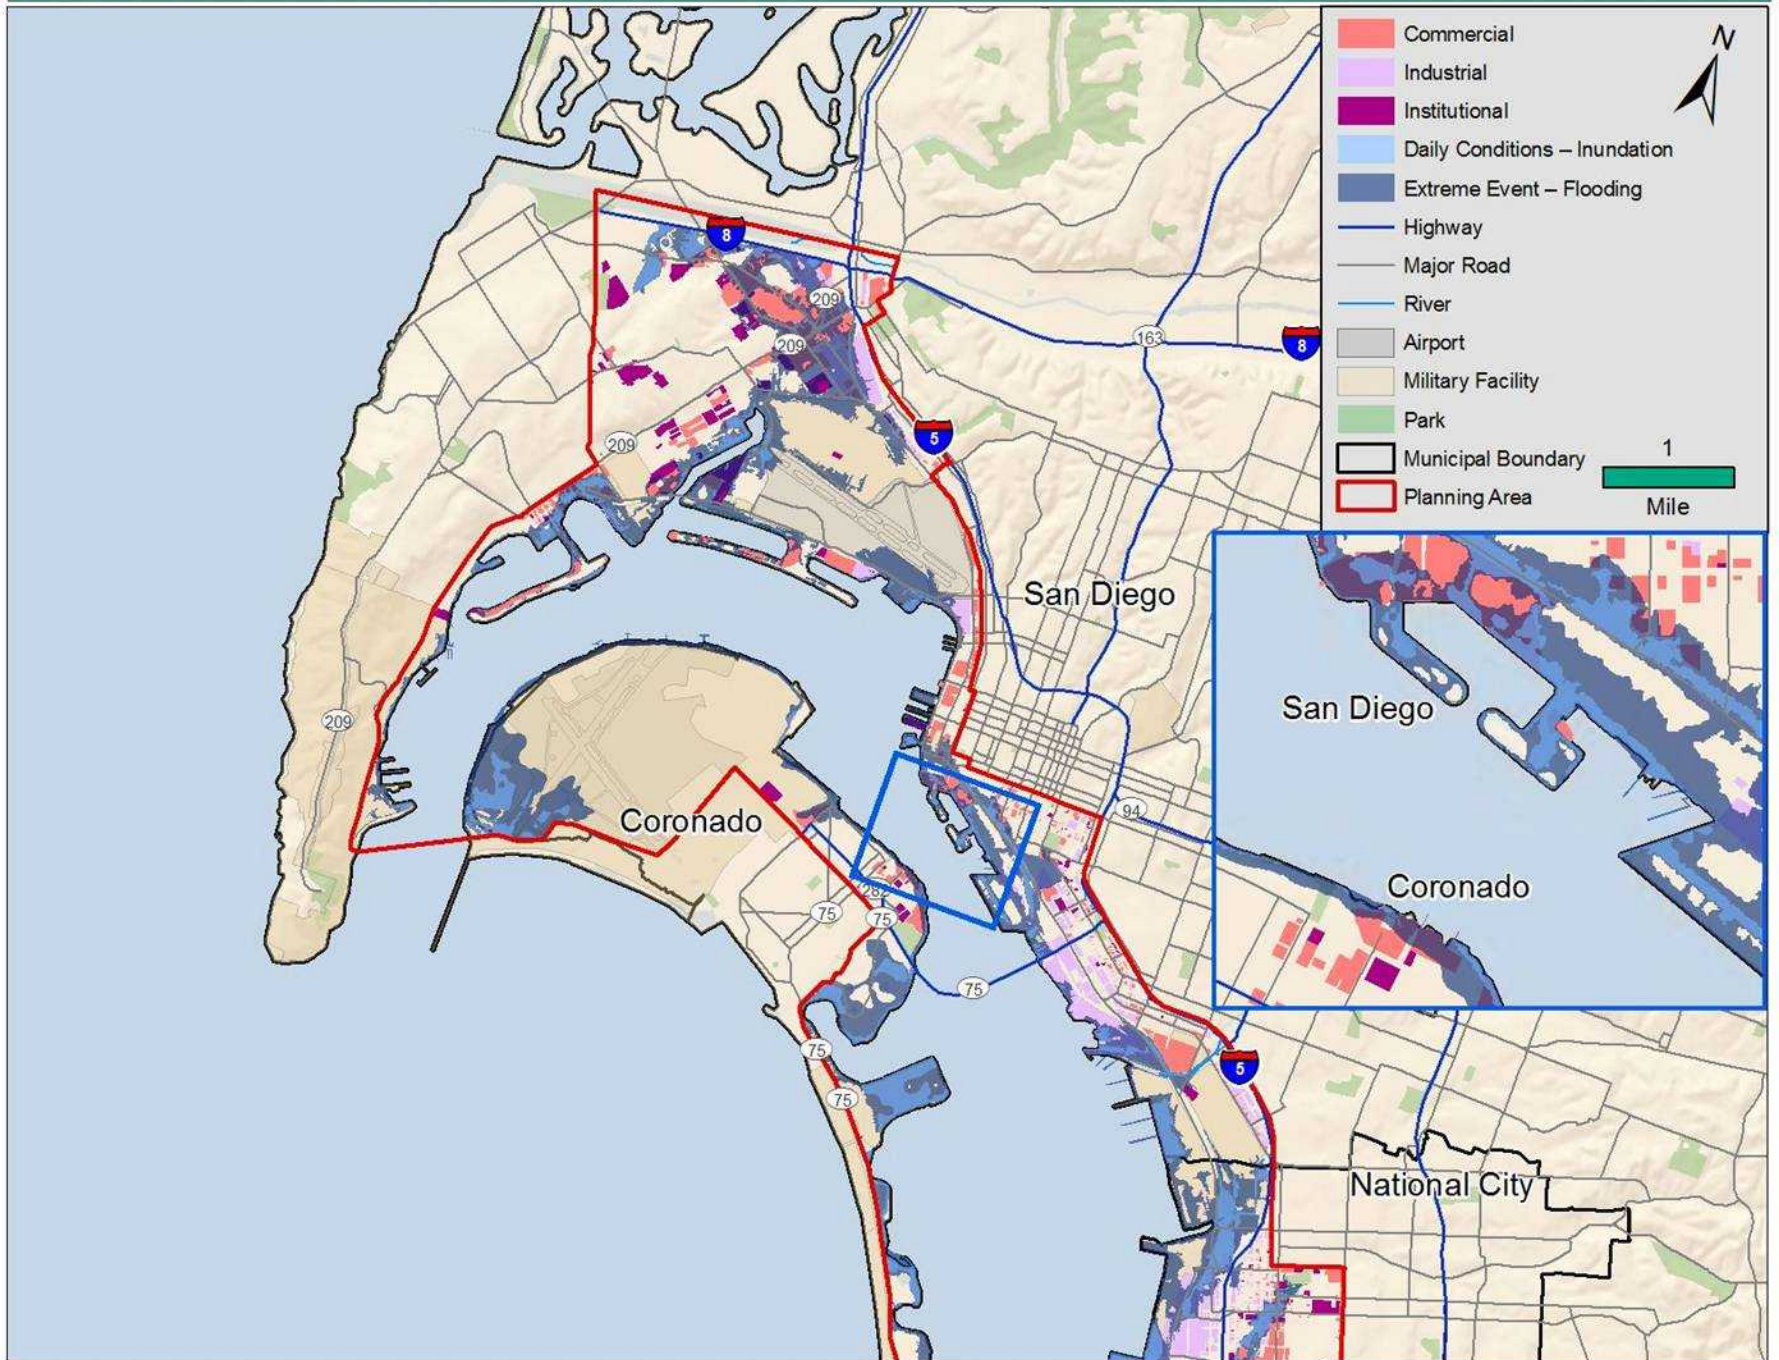 Commercial
Industrial
Institutional
Daily Conditions – Inundation
Extreme Event – Flooding
Highway
Major Road
River
Airport
Military Facility
Park
Municipal Boundary
Planning Area
N
1
Mile
8
209
209
163
8
5
209
San Diego
209
San Diego
Coronado
94
Coronado
282
75
75
75
75
5
75
National City